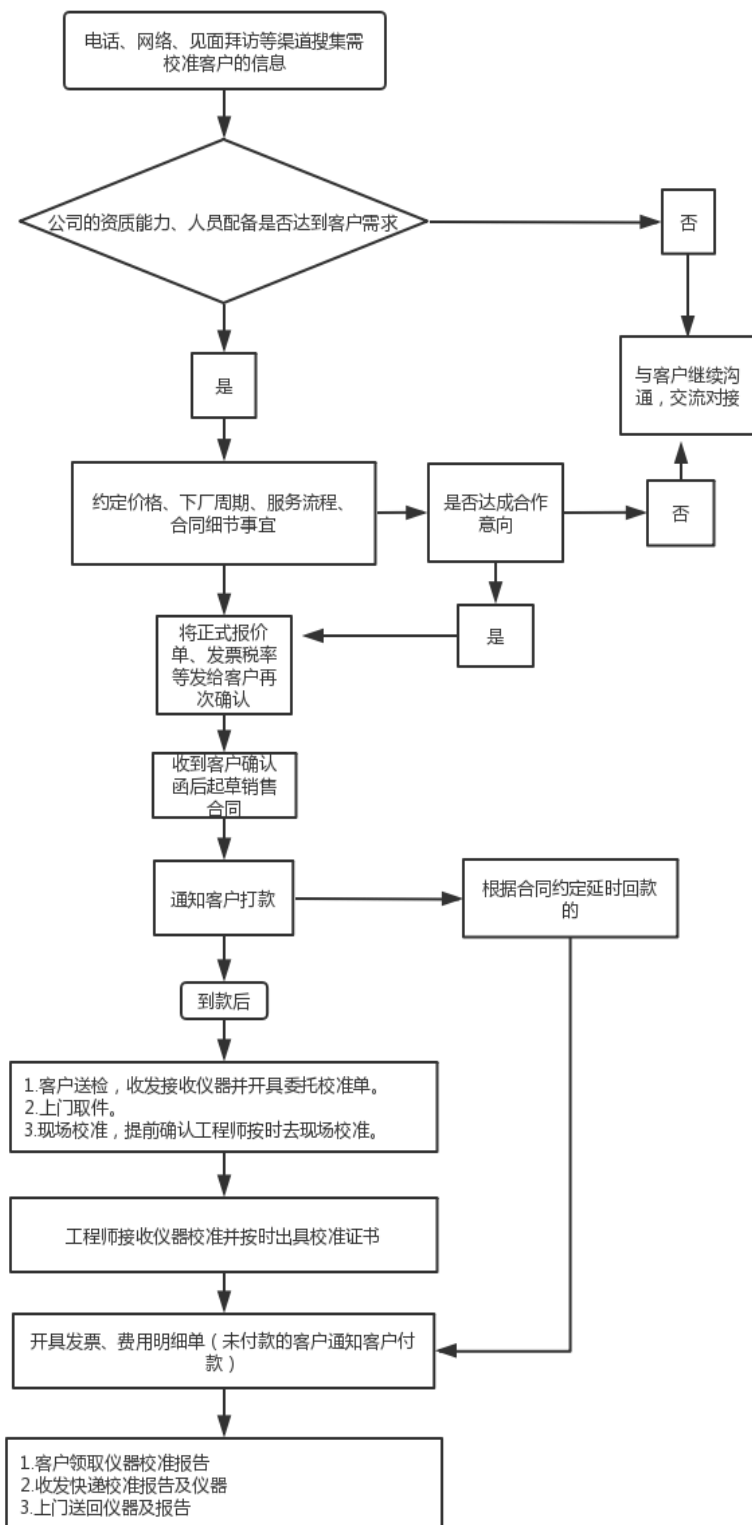 电话、网络、见面拜访等渠道搜集需
校准客户的信息
公司的资质能力、人员配备是否达到客户需求
否
是
与客户继续沟
通，交流对接
约定价格、下厂周期、服务流程、
合同细节事宜
是否达成合作
意向
否
是
将正式报价
单、发票税率
等发给客户再
次确认
收到客户确认
函后起草销售
合同
通知客户打款
根据合同约定延时回款
的
到款后
1.客户送检，收发接收仪器并开具委托校准单。
2.上门取件。
3.现场校准，提前确认工程师按时去现场校准。
工程师接收仪器校准并按时出具校准证书
开具发票、费用明细单（未付款的客户通知客户付
款）
1.客户领取仪器校准报告
2.收发快递校准报告及仪器
3.上门送回仪器及报告